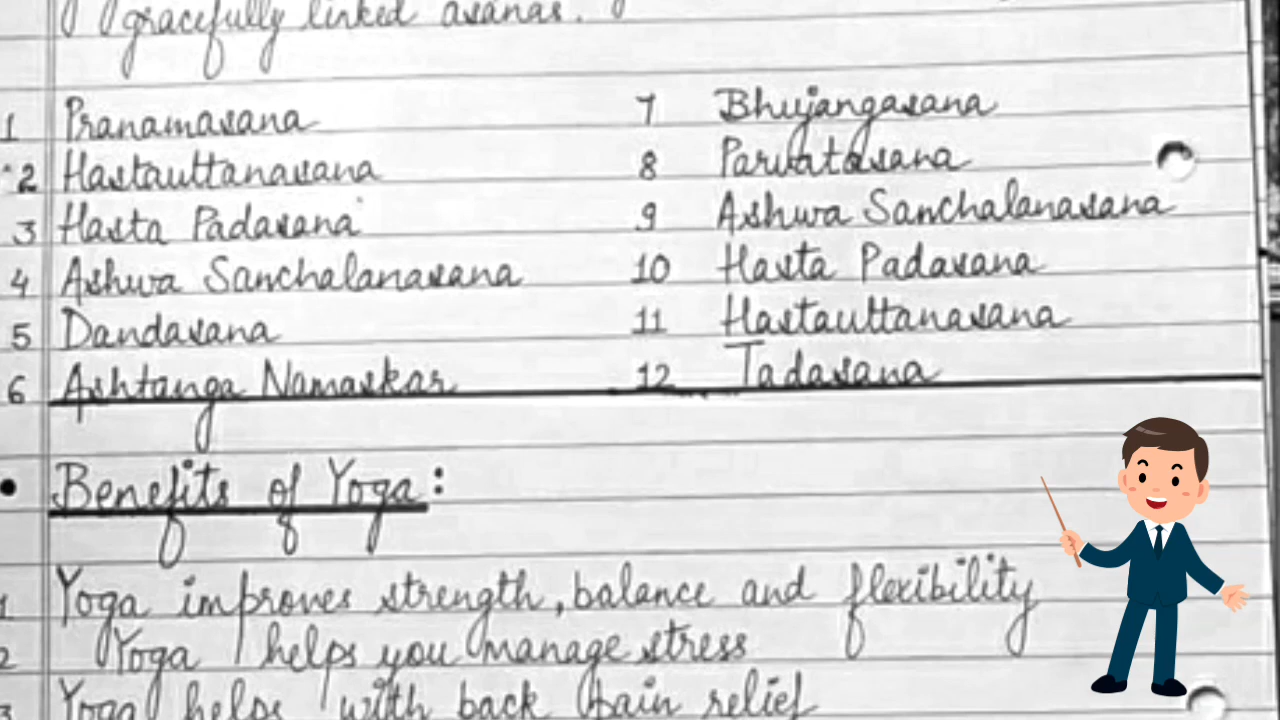 gracefully linked asanas.
1 Pranamasana 7 Bhujangasana
2 Hastauttanasana 8 Parvatasana
3 Hasta Padasana 9 Ashwa Sanchalanasana
4 Ashwa Sanchalanasana 10 Hasta Padasana
5 Dandasana 11 Hastauttanasana
6 Ashtanga Namaskar 12 Tadasana
• Benefits of Yoga:
1 Yoga improves strength, balance and flexibility
2 Yoga helps you manage stress
3 Yoga helps with back pain relief